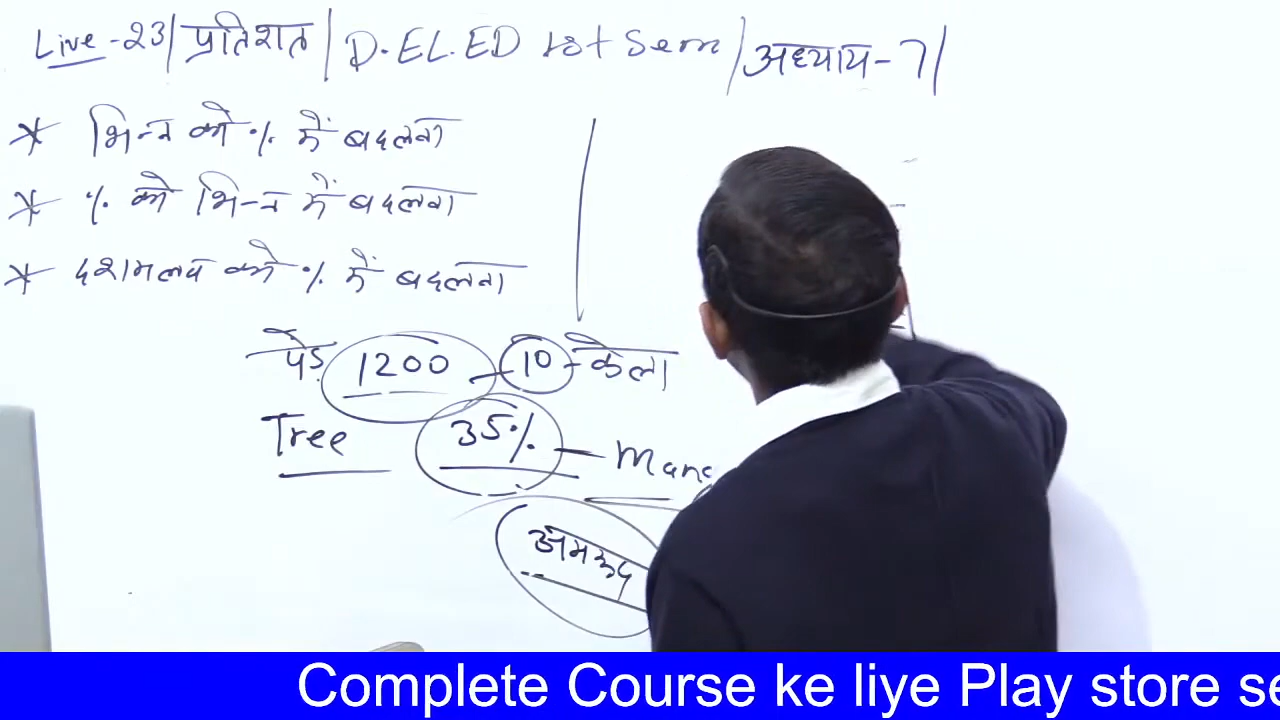 Live-23| प्रतिशत | D.EL.ED 1st Sem | अध्याय-7|
* भिन्न को % में बदलना
* % को भिन्न में बदलना
* दशमलव को % में बदलना
पेड़ 1200 - 10 - केला
Tree 35% - Mang
अमरूद
Complete Course ke liye Play store se